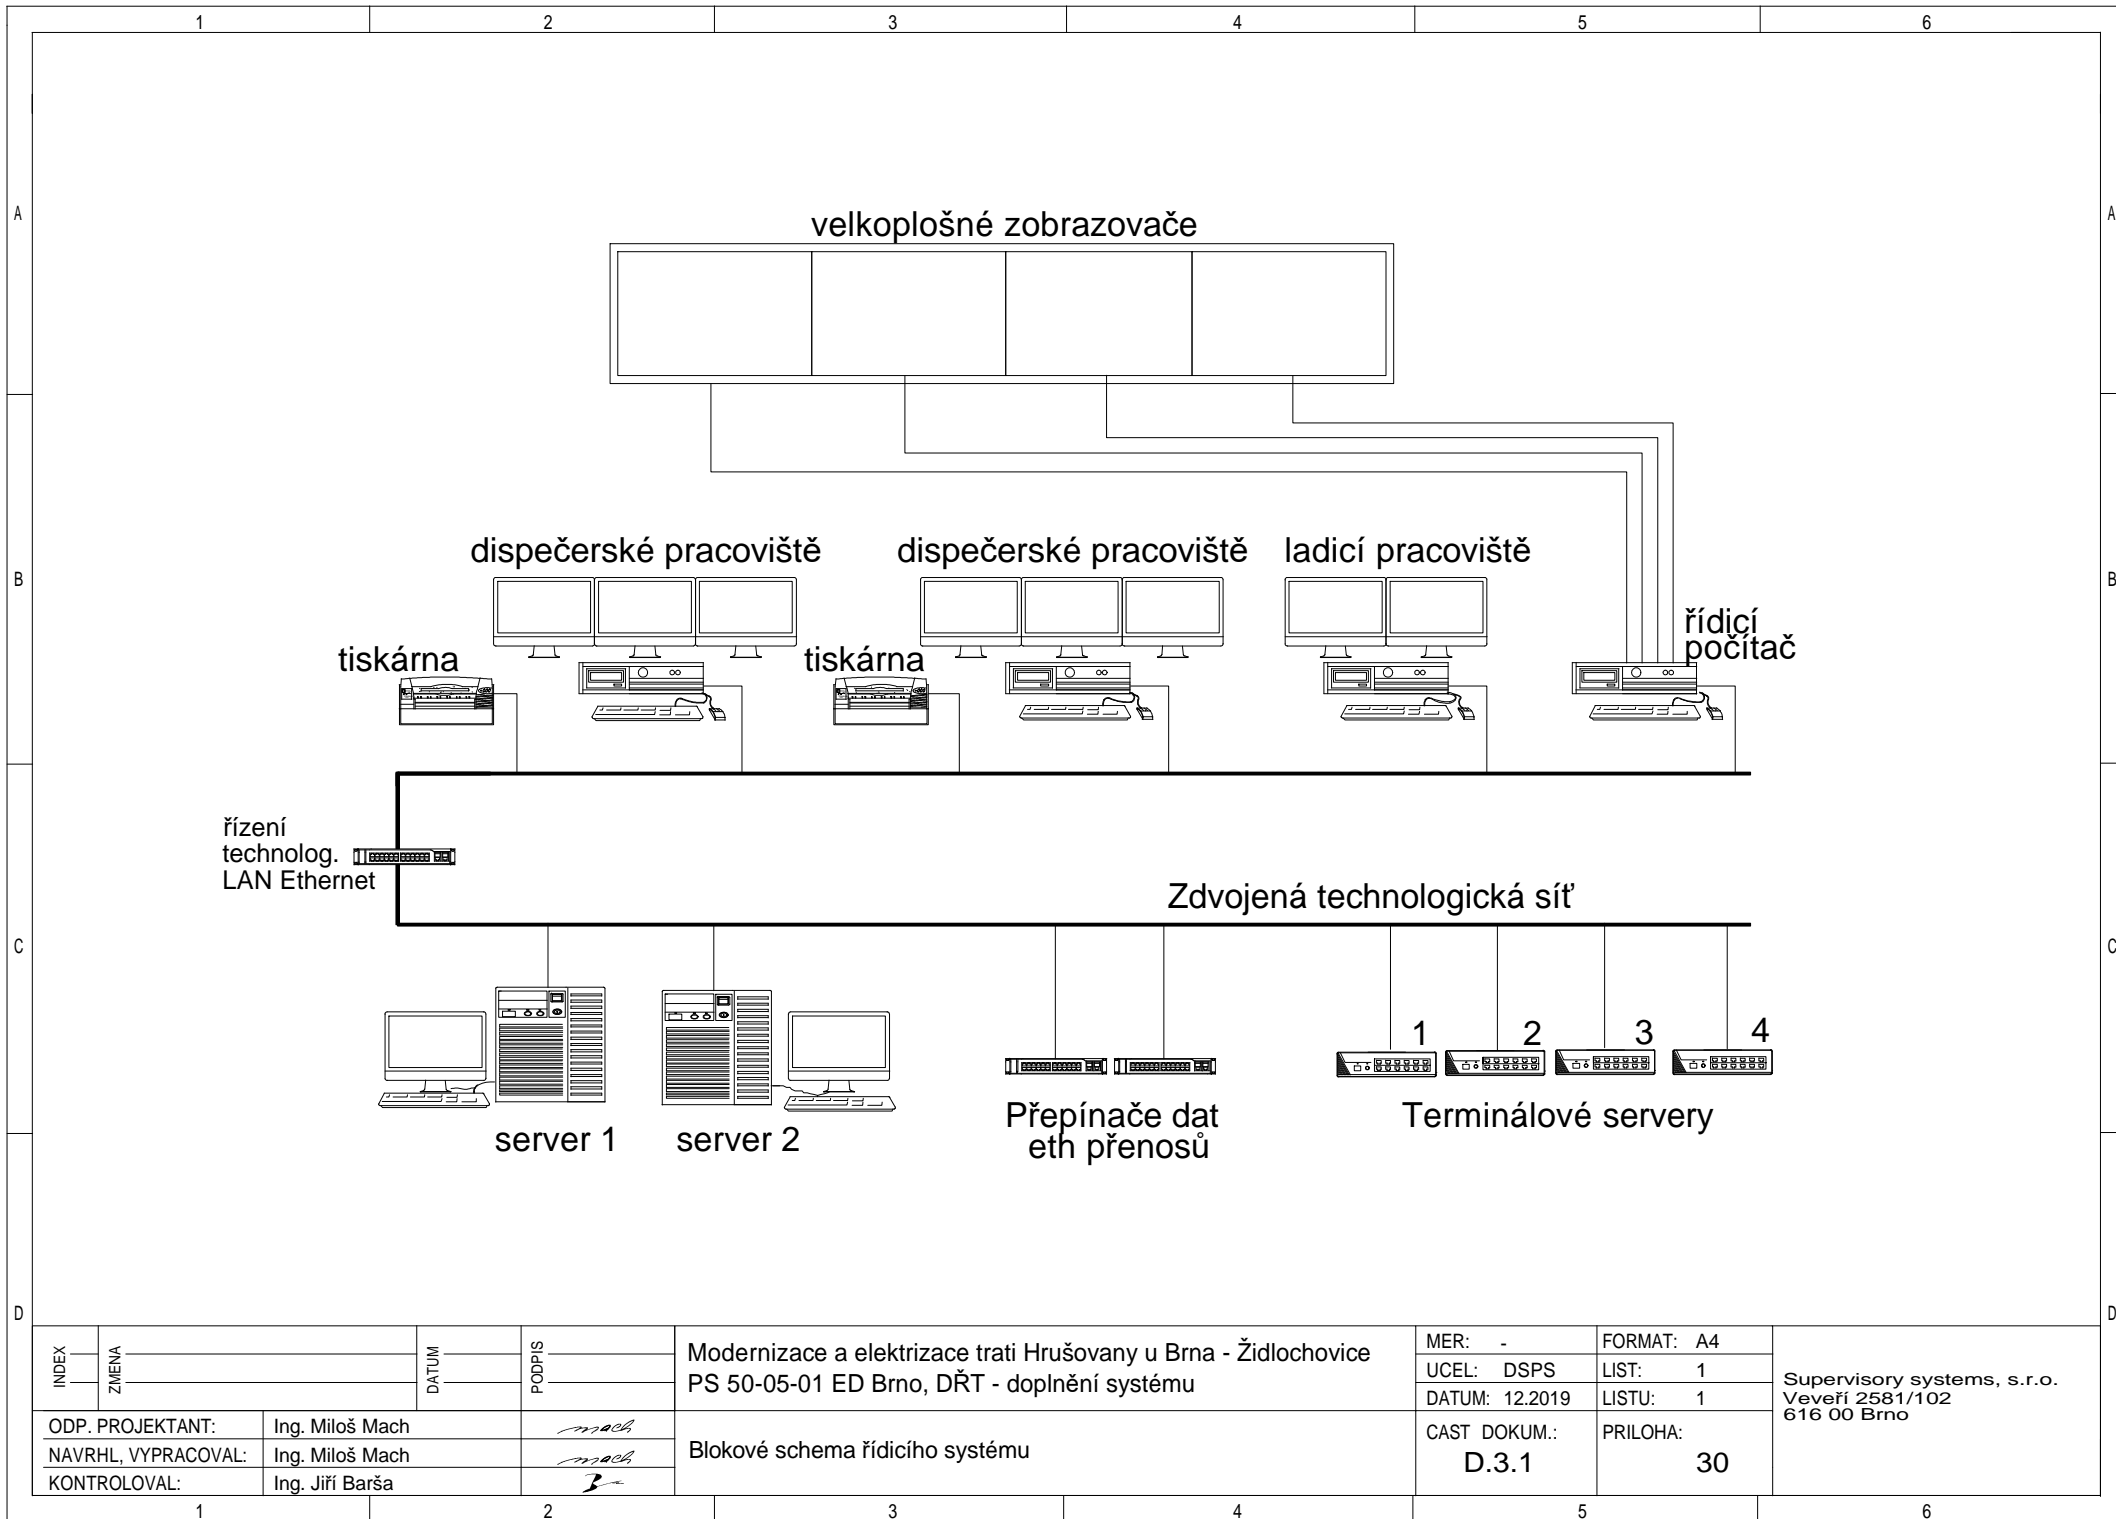 1 2 3 4 5 6
A A
velkoplošné zobrazovače
dispečerské pracoviště dispečerské pracoviště ladicí pracoviště
B B
řídicí
počítač
tiskárna tiskárna
řízení
technolog.
LAN Ethernet
Zdvojená technologická síť
C C
1 2 3 4
Přepínače dat
eth přenosů
Terminálové servery
server 1 server 2
D D
INDEX ZMENA DATUM PODPIS
Modernizace a elektrizace trati Hrušovany u Brna - Židlochovice
PS 50-05-01 ED Brno, DŘT - doplnění systému
MER: - FORMAT: A4
UCEL: DSPS LIST: 1
DATUM: 12.2019 LISTU: 1
Supervisory systems, s.r.o.
Veveří 2581/102
616 00 Brno
ODP. PROJEKTANT: Ing. Miloš Mach mach
NAVRHL, VYPRACOVAL: Ing. Miloš Mach mach
KONTROLOVAL: Ing. Jiří Barša
Blokové schema řídicího systému
CAST DOKUM.: PRILOHA:
D.3.1 30
1 2 3 4 5 6